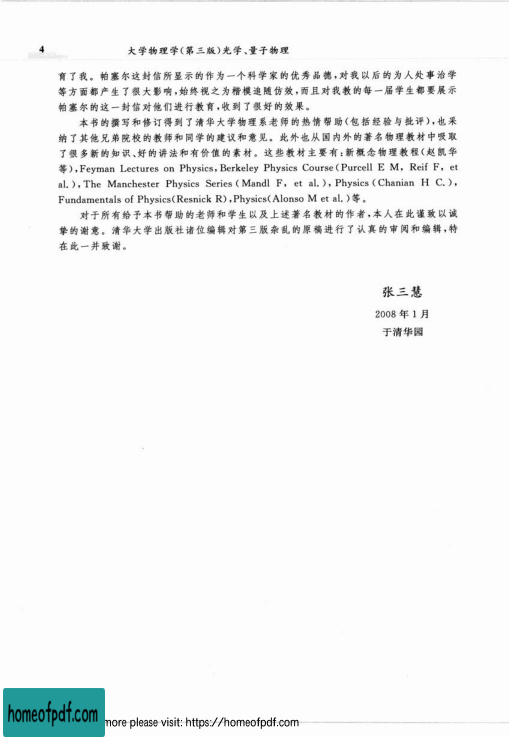 4
大学物理学(第三版)光学、量子物理
育了我。帕塞尔这封信所显示的作为一个科学家的优秀品德,对我以后的为人处事治学
等方面都产生了很大影响,始终视之为楷模追随仿效,而且对我教的每一届学生都要展示
帕塞尔的这一封信对他们进行教育,收到了很好的效果。
本书的撰写和修订得到了清华大学物理系老师的热情帮助(包括经验与批评),也采
纳了其他兄弟院校的教师和同学的建议和意见。此外也从国内外的著名物理教材中吸取
了很多新的知识、好的讲法和有价值的素材。这些教材主要有:新概念物理教程(赵凯华
等),Feyman Lectures on Physics,Berkeley Physics Course(Purcell E M, Reif F, et
al.),The Manchester Physics Series(Mandl F, et al.),Physics(Chanian H C.),
Fundamentals of Physics(Resnick R),Physics(Alonso M et al.)等。
对于所有给予本书帮助的老师和学生以及上述著名教材的作者,本人在此谨致以诚
挚的谢意。清华大学出版社诸位编辑对第三版杂乱的原稿进行了认真的审阅和编辑,特
在此一并致谢。
张三慧
2008年1月
于清华园
homeofpdf.com
more please visit: https://homeofpdf.com